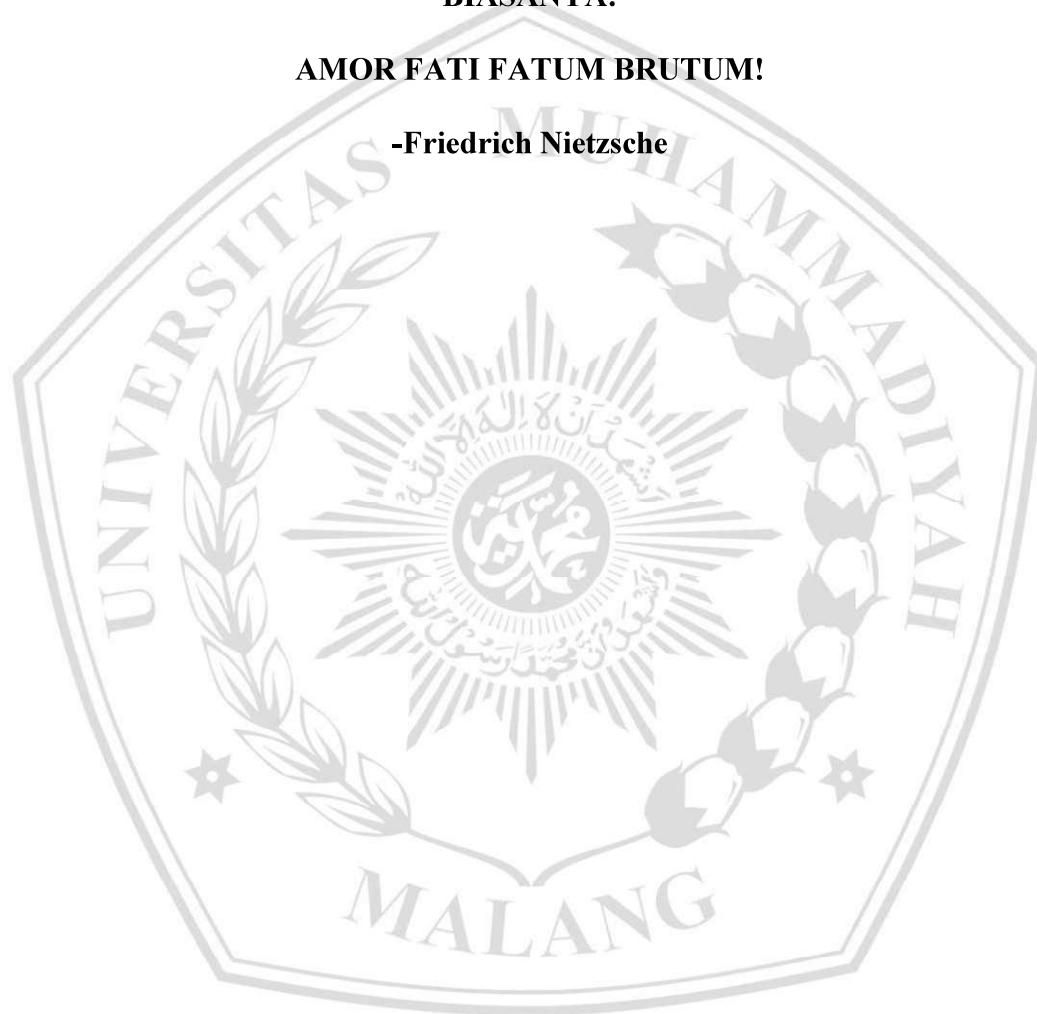 BIASANYA.
AMOR FATI FATUM BRUTUM!
-Friedrich Nietzsche
UNIVERSITAS MUHAMMADIYAH
MALANG